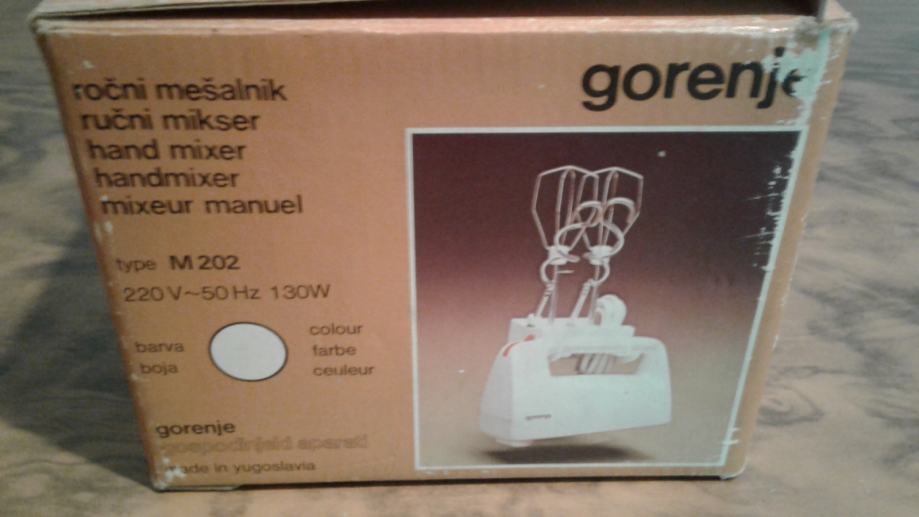 gorenje
ročni mešalnik
ručni mikser
hand mixer
handmixer
mixeur manuel
type M 202
220 V~50 Hz 130W
barva
boja
colour
farbe
ceuleur
gorenje
gospodinjski aparati
made in yugoslavia
gorenje